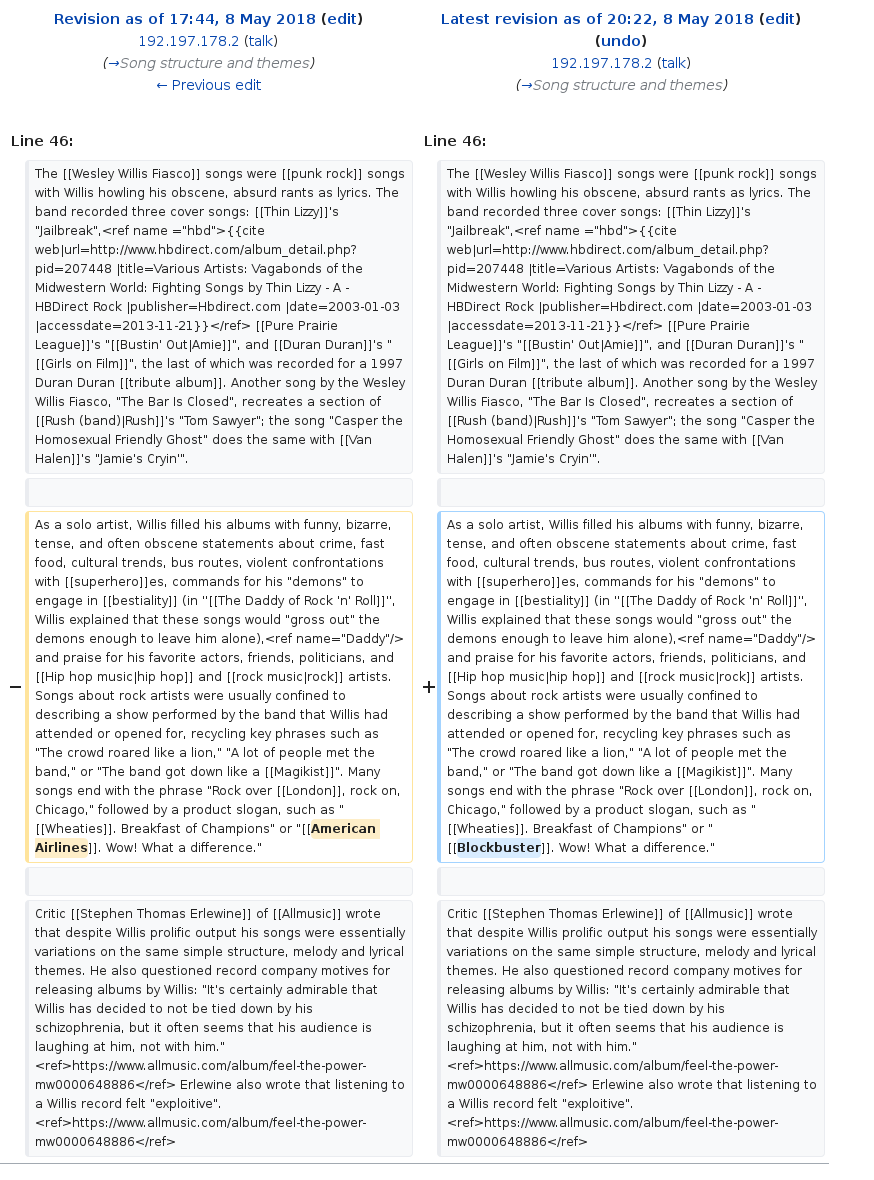 Revision as of 17:44, 8 May 2018 (edit)
192.197.178.2 (talk)
(→Song structure and themes)
← Previous edit
Latest revision as of 20:22, 8 May 2018 (edit)
(undo)
192.197.178.2 (talk)
(→Song structure and themes)
Line 46:
The [[Wesley Willis Fiasco]] songs were [[punk rock]] songs
with Willis howling his obscene, absurd rants as lyrics. The
band recorded three cover songs: [[Thin Lizzy]]'s
"Jailbreak",<ref name ="hbd">{{cite
web|url=http://www.hbdirect.com/album_detail.php?
pid=207448 |title=Various Artists: Vagabonds of the
Midwestern World: Fighting Songs by Thin Lizzy - A -
HBDirect Rock |publisher=Hbdirect.com |date=2003-01-03
|accessdate=2013-11-21}}</ref> [[Pure Prairie
League]]'s "[[Bustin' Out|Amie]]", and [[Duran Duran]]'s "
[[Girls on Film]]", the last of which was recorded for a 1997
Duran Duran [[tribute album]]. Another song by the Wesley
Willis Fiasco, "The Bar Is Closed", recreates a section of
[[Rush (band)|Rush]]'s "Tom Sawyer"; the song "Casper the
Homosexual Friendly Ghost" does the same with [[Van
Halen]]'s "Jamie's Cryin'".
−
As a solo artist, Willis filled his albums with funny, bizarre,
tense, and often obscene statements about crime, fast
food, cultural trends, bus routes, violent confrontations
with [[superhero]]es, commands for his "demons" to
engage in [[bestiality]] (in ''[[The Daddy of Rock 'n' Roll]]'',
Willis explained that these songs would "gross out" the
demons enough to leave him alone),<ref name="Daddy"/>
and praise for his favorite actors, friends, politicians, and
[[Hip hop music|hip hop]] and [[rock music|rock]] artists.
Songs about rock artists were usually confined to
describing a show performed by the band that Willis had
attended or opened for, recycling key phrases such as
"The crowd roared like a lion," "A lot of people met the
band," or "The band got down like a [[Magikist]]". Many
songs end with the phrase "Rock over [[London]], rock on,
Chicago," followed by a product slogan, such as "
[[Wheaties]]. Breakfast of Champions" or "[[American
Airlines]]. Wow! What a difference."
Critic [[Stephen Thomas Erlewine]] of [[Allmusic]] wrote
that despite Willis prolific output his songs were essentially
variations on the same simple structure, melody and lyrical
themes. He also questioned record company motives for
releasing albums by Willis: "It's certainly admirable that
Willis has decided to not be tied down by his
schizophrenia, but it often seems that his audience is
laughing at him, not with him."
<ref>https://www.allmusic.com/album/feel-the-power-
mw0000648886</ref> Erlewine also wrote that listening to
a Willis record felt "exploitive".
<ref>https://www.allmusic.com/album/feel-the-power-
mw0000648886</ref>
Line 46:
The [[Wesley Willis Fiasco]] songs were [[punk rock]] songs
with Willis howling his obscene, absurd rants as lyrics. The
band recorded three cover songs: [[Thin Lizzy]]'s
"Jailbreak",<ref name ="hbd">{{cite
web|url=http://www.hbdirect.com/album_detail.php?
pid=207448 |title=Various Artists: Vagabonds of the
Midwestern World: Fighting Songs by Thin Lizzy - A -
HBDirect Rock |publisher=Hbdirect.com |date=2003-01-03
|accessdate=2013-11-21}}</ref> [[Pure Prairie
League]]'s "[[Bustin' Out|Amie]]", and [[Duran Duran]]'s "
[[Girls on Film]]", the last of which was recorded for a 1997
Duran Duran [[tribute album]]. Another song by the Wesley
Willis Fiasco, "The Bar Is Closed", recreates a section of
[[Rush (band)|Rush]]'s "Tom Sawyer"; the song "Casper the
Homosexual Friendly Ghost" does the same with [[Van
Halen]]'s "Jamie's Cryin'".
+
As a solo artist, Willis filled his albums with funny, bizarre,
tense, and often obscene statements about crime, fast
food, cultural trends, bus routes, violent confrontations
with [[superhero]]es, commands for his "demons" to
engage in [[bestiality]] (in ''[[The Daddy of Rock 'n' Roll]]'',
Willis explained that these songs would "gross out" the
demons enough to leave him alone),<ref name="Daddy"/>
and praise for his favorite actors, friends, politicians, and
[[Hip hop music|hip hop]] and [[rock music|rock]] artists.
Songs about rock artists were usually confined to
describing a show performed by the band that Willis had
attended or opened for, recycling key phrases such as
"The crowd roared like a lion," "A lot of people met the
band," or "The band got down like a [[Magikist]]". Many
songs end with the phrase "Rock over [[London]], rock on,
Chicago," followed by a product slogan, such as "
[[Wheaties]]. Breakfast of Champions" or "
[[Blockbuster]]. Wow! What a difference."
Critic [[Stephen Thomas Erlewine]] of [[Allmusic]] wrote
that despite Willis prolific output his songs were essentially
variations on the same simple structure, melody and lyrical
themes. He also questioned record company motives for
releasing albums by Willis: "It's certainly admirable that
Willis has decided to not be tied down by his
schizophrenia, but it often seems that his audience is
laughing at him, not with him."
<ref>https://www.allmusic.com/album/feel-the-power-
mw0000648886</ref> Erlewine also wrote that listening to
a Willis record felt "exploitive".
<ref>https://www.allmusic.com/album/feel-the-power-
mw0000648886</ref>